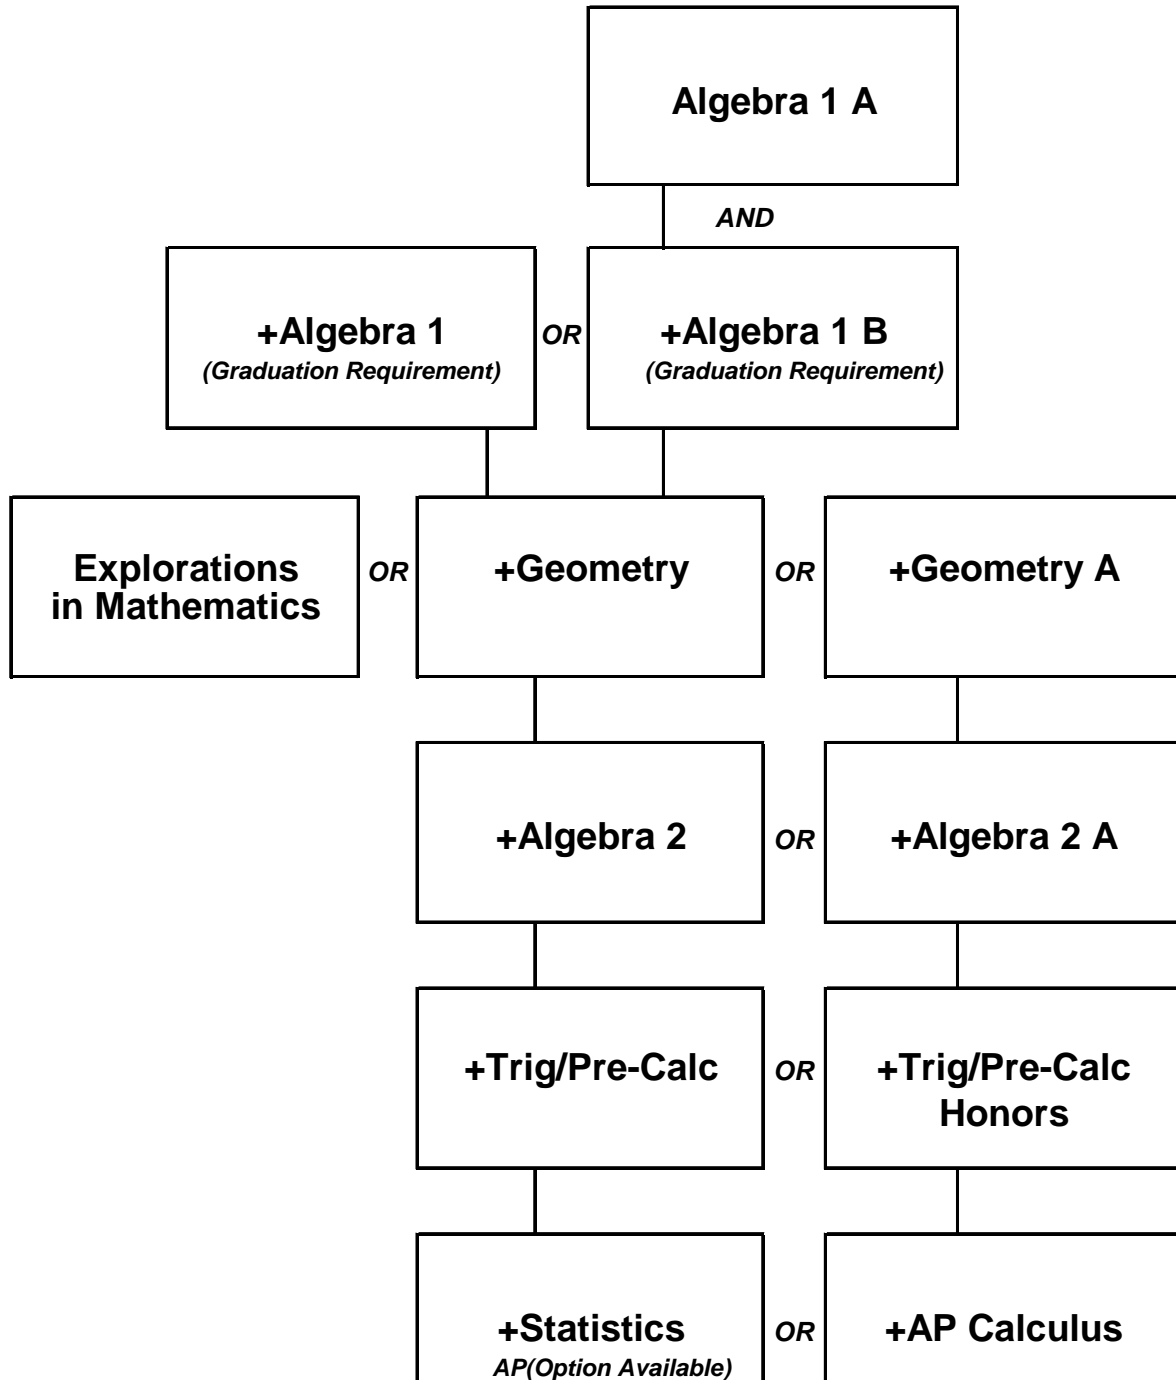 Algebra 1 A
AND
+Algebra 1
(Graduation Requirement)
OR
+Algebra 1 B
(Graduation Requirement)
Explorations
in Mathematics
OR
+Geometry
OR
+Geometry A
+Algebra 2
OR
+Algebra 2 A
+Trig/Pre-Calc
OR
+Trig/Pre-Calc
Honors
+Statistics
AP(Option Available)
OR
+AP Calculus